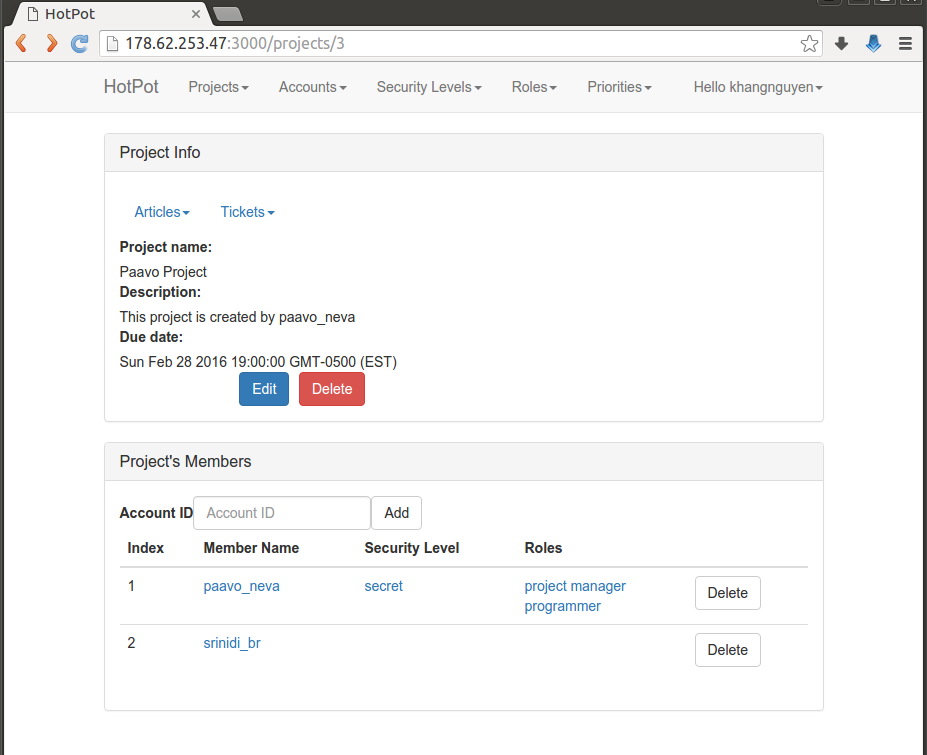 HotPot
178.62.253.47:3000/projects/3
HotPot Projects Accounts Security Levels Roles Priorities Hello khangnguyen
Project Info
Articles Tickets
Project name:
Paavo Project
Description:
This project is created by paavo_neva
Due date:
Sun Feb 28 2016 19:00:00 GMT-0500 (EST)
Edit Delete
Project's Members
Account ID Account ID Add
Index Member Name Security Level Roles
1 paavo_neva secret project manager Delete
programmer
2 srinidi_br Delete